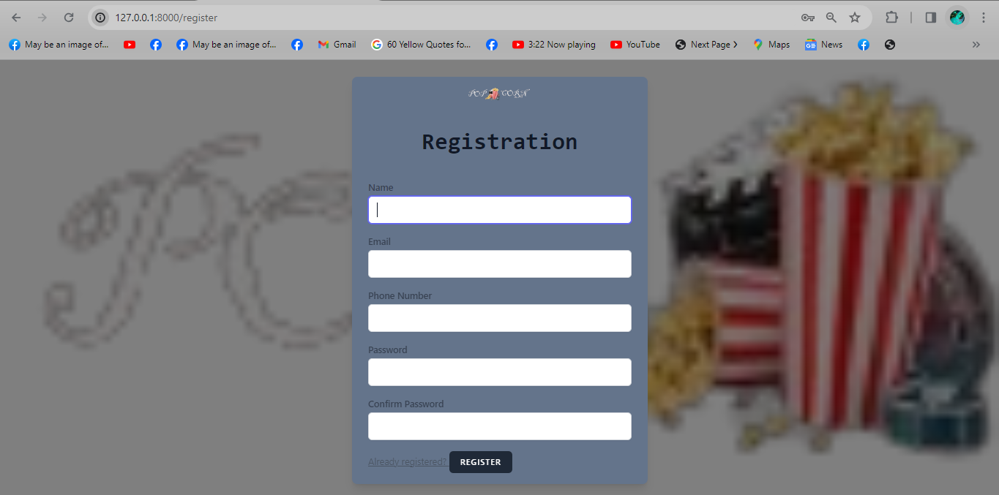 127.0.0.1:8000/register
May be an image of... May be an image of... Gmail 60 Yellow Quotes fo... 3:22 Now playing YouTube Next Page Maps News
POP CORN
Registration
Name
Email
Phone Number
Password
Confirm Password
Already registered? REGISTER